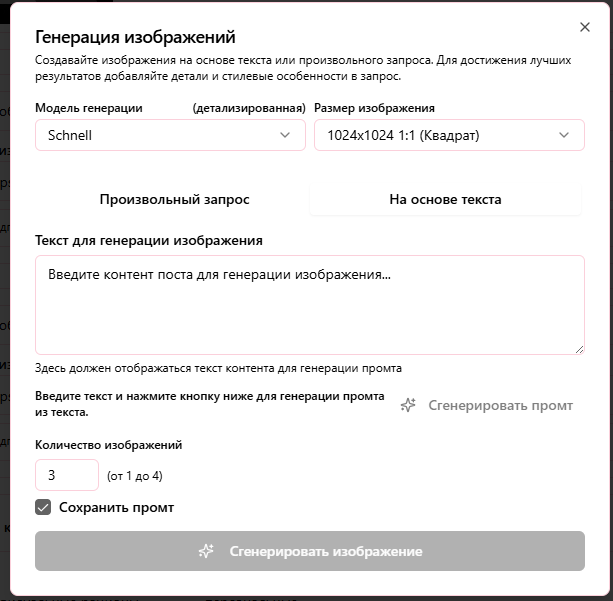 Генерация изображений
Создавайте изображения на основе текста или произвольного запроса. Для достижения лучших
результатов добавляйте детали и стилевые особенности в запрос.
Модель генерации (детализированная) Размер изображения
Schnell 1024x1024 1:1 (Квадрат)
Произвольный запрос На основе текста
Текст для генерации изображения
Введите контент поста для генерации изображения...
Здесь должен отображаться текст контента для генерации промта
Введите текст и нажмите кнопку ниже для генерации промта
из текста.
Сгенерировать промт
Количество изображений
3 (от 1 до 4)
Сохранить промт
Сгенерировать изображение